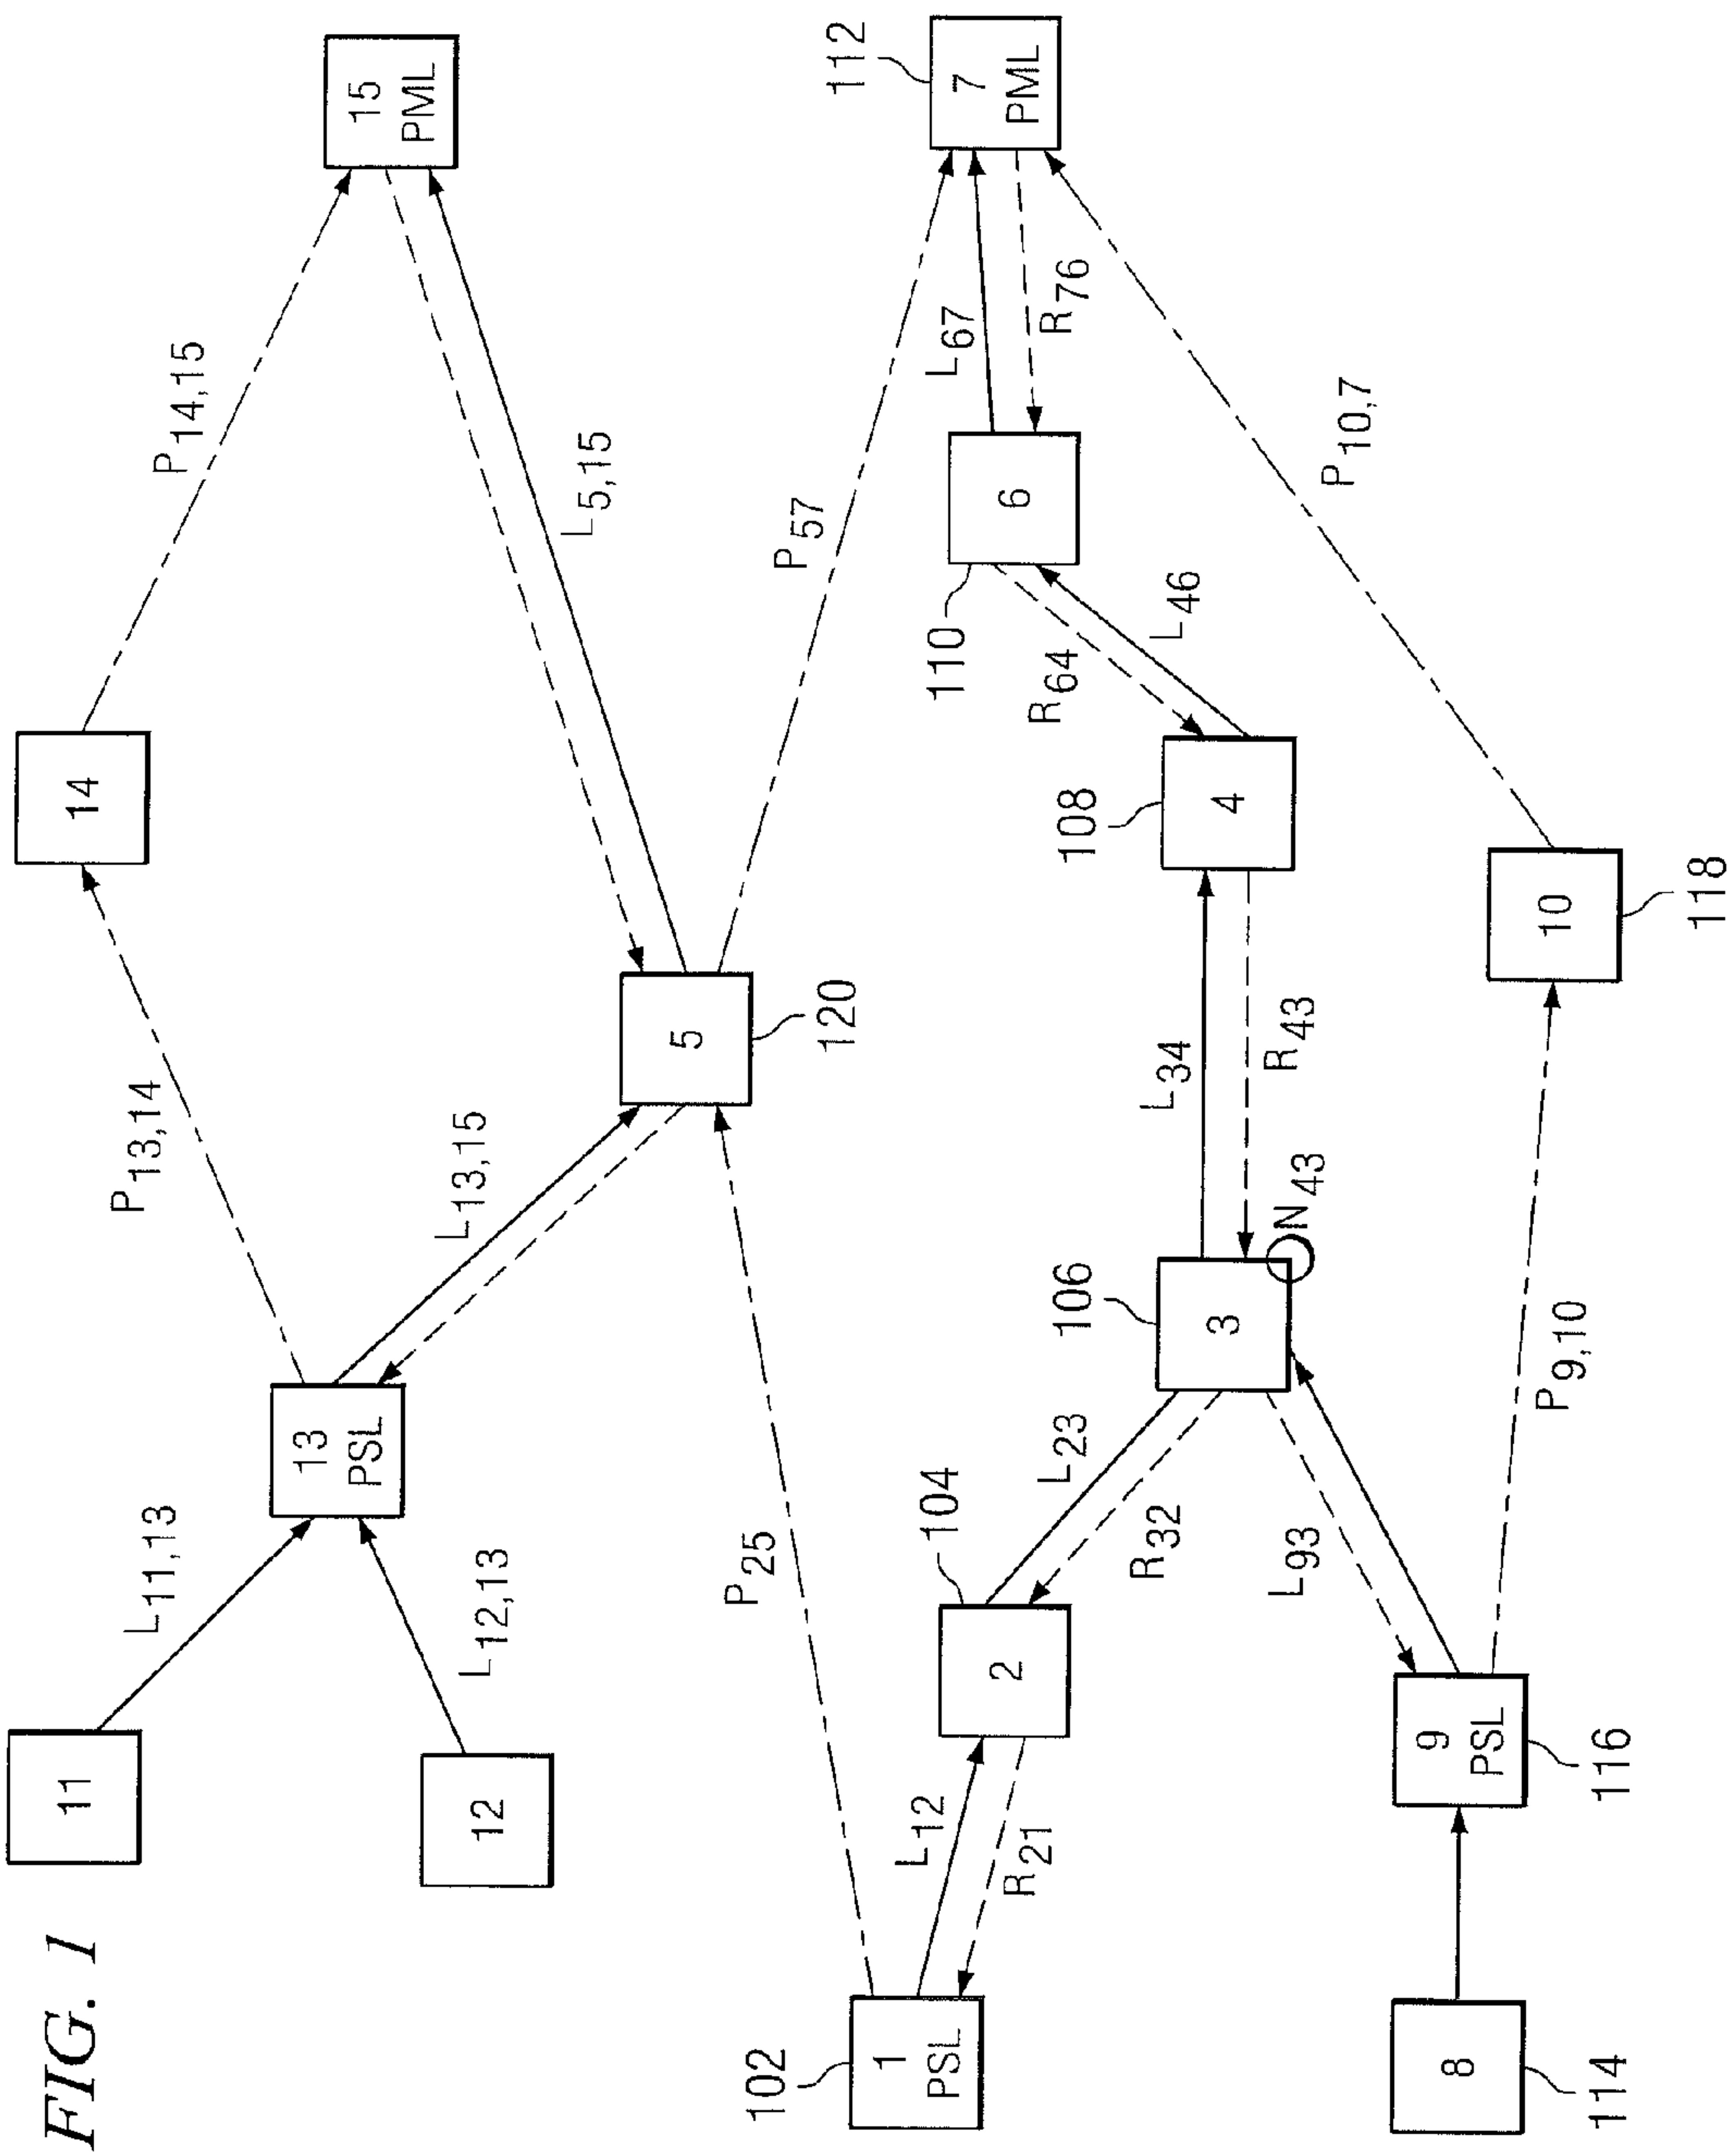 FIG. 1
11
L11,13
12
L12,13
13
PSL
P13,14
14
P14,15
15
PML
L13,15
L5,15
5
120
P25
P57
102
1
PSL
L12
R21
104
2
L23
R32
106
3
N43
L34
R43
108
4
R64
L46
110
6
L67
R76
112
7
PML
114
8
116
9
PSL
L93
P9,10
118
10
P10,7